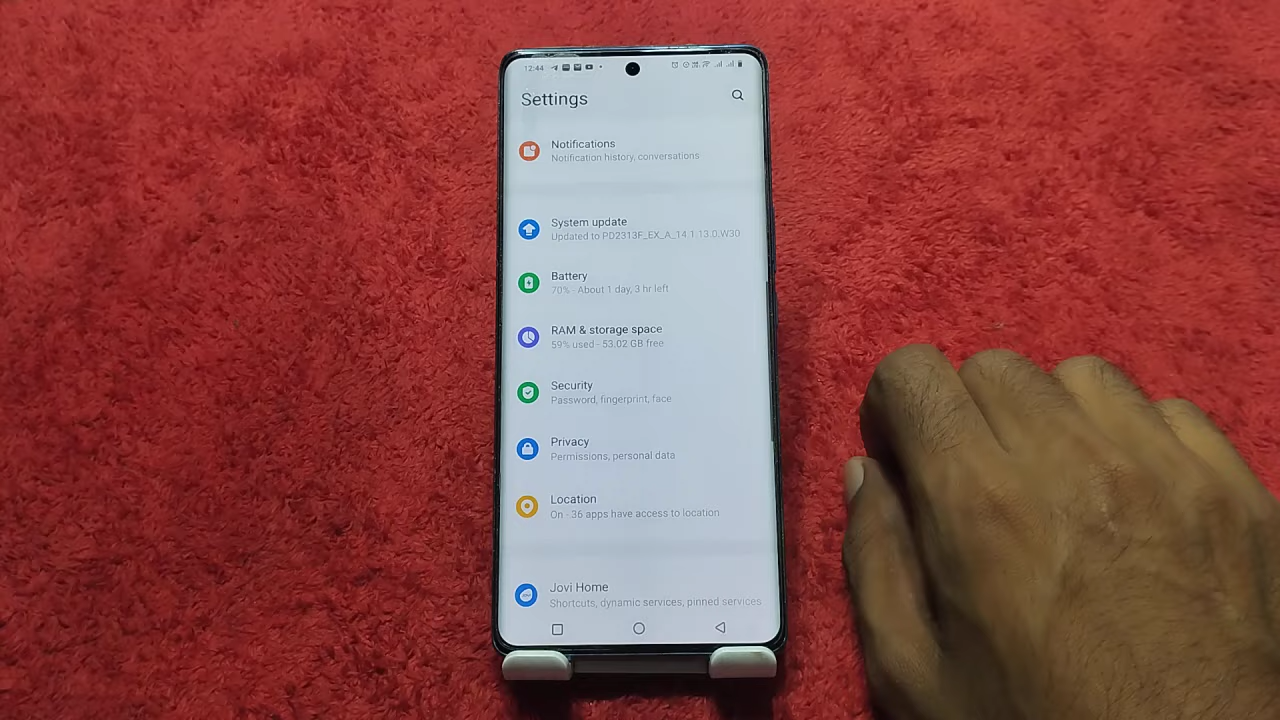 12:44
Settings
Notifications
Notification history, conversations
System update
Updated to PD2313F_EX_A_14.1.13.0.W30
Battery
70% - About 1 day, 3 hr left
RAM & storage space
59% used - 53.02 GB free
Security
Password, fingerprint, face
Privacy
Permissions, personal data
Location
On - 36 apps have access to location
Jovi Home
Shortcuts, dynamic services, pinned services